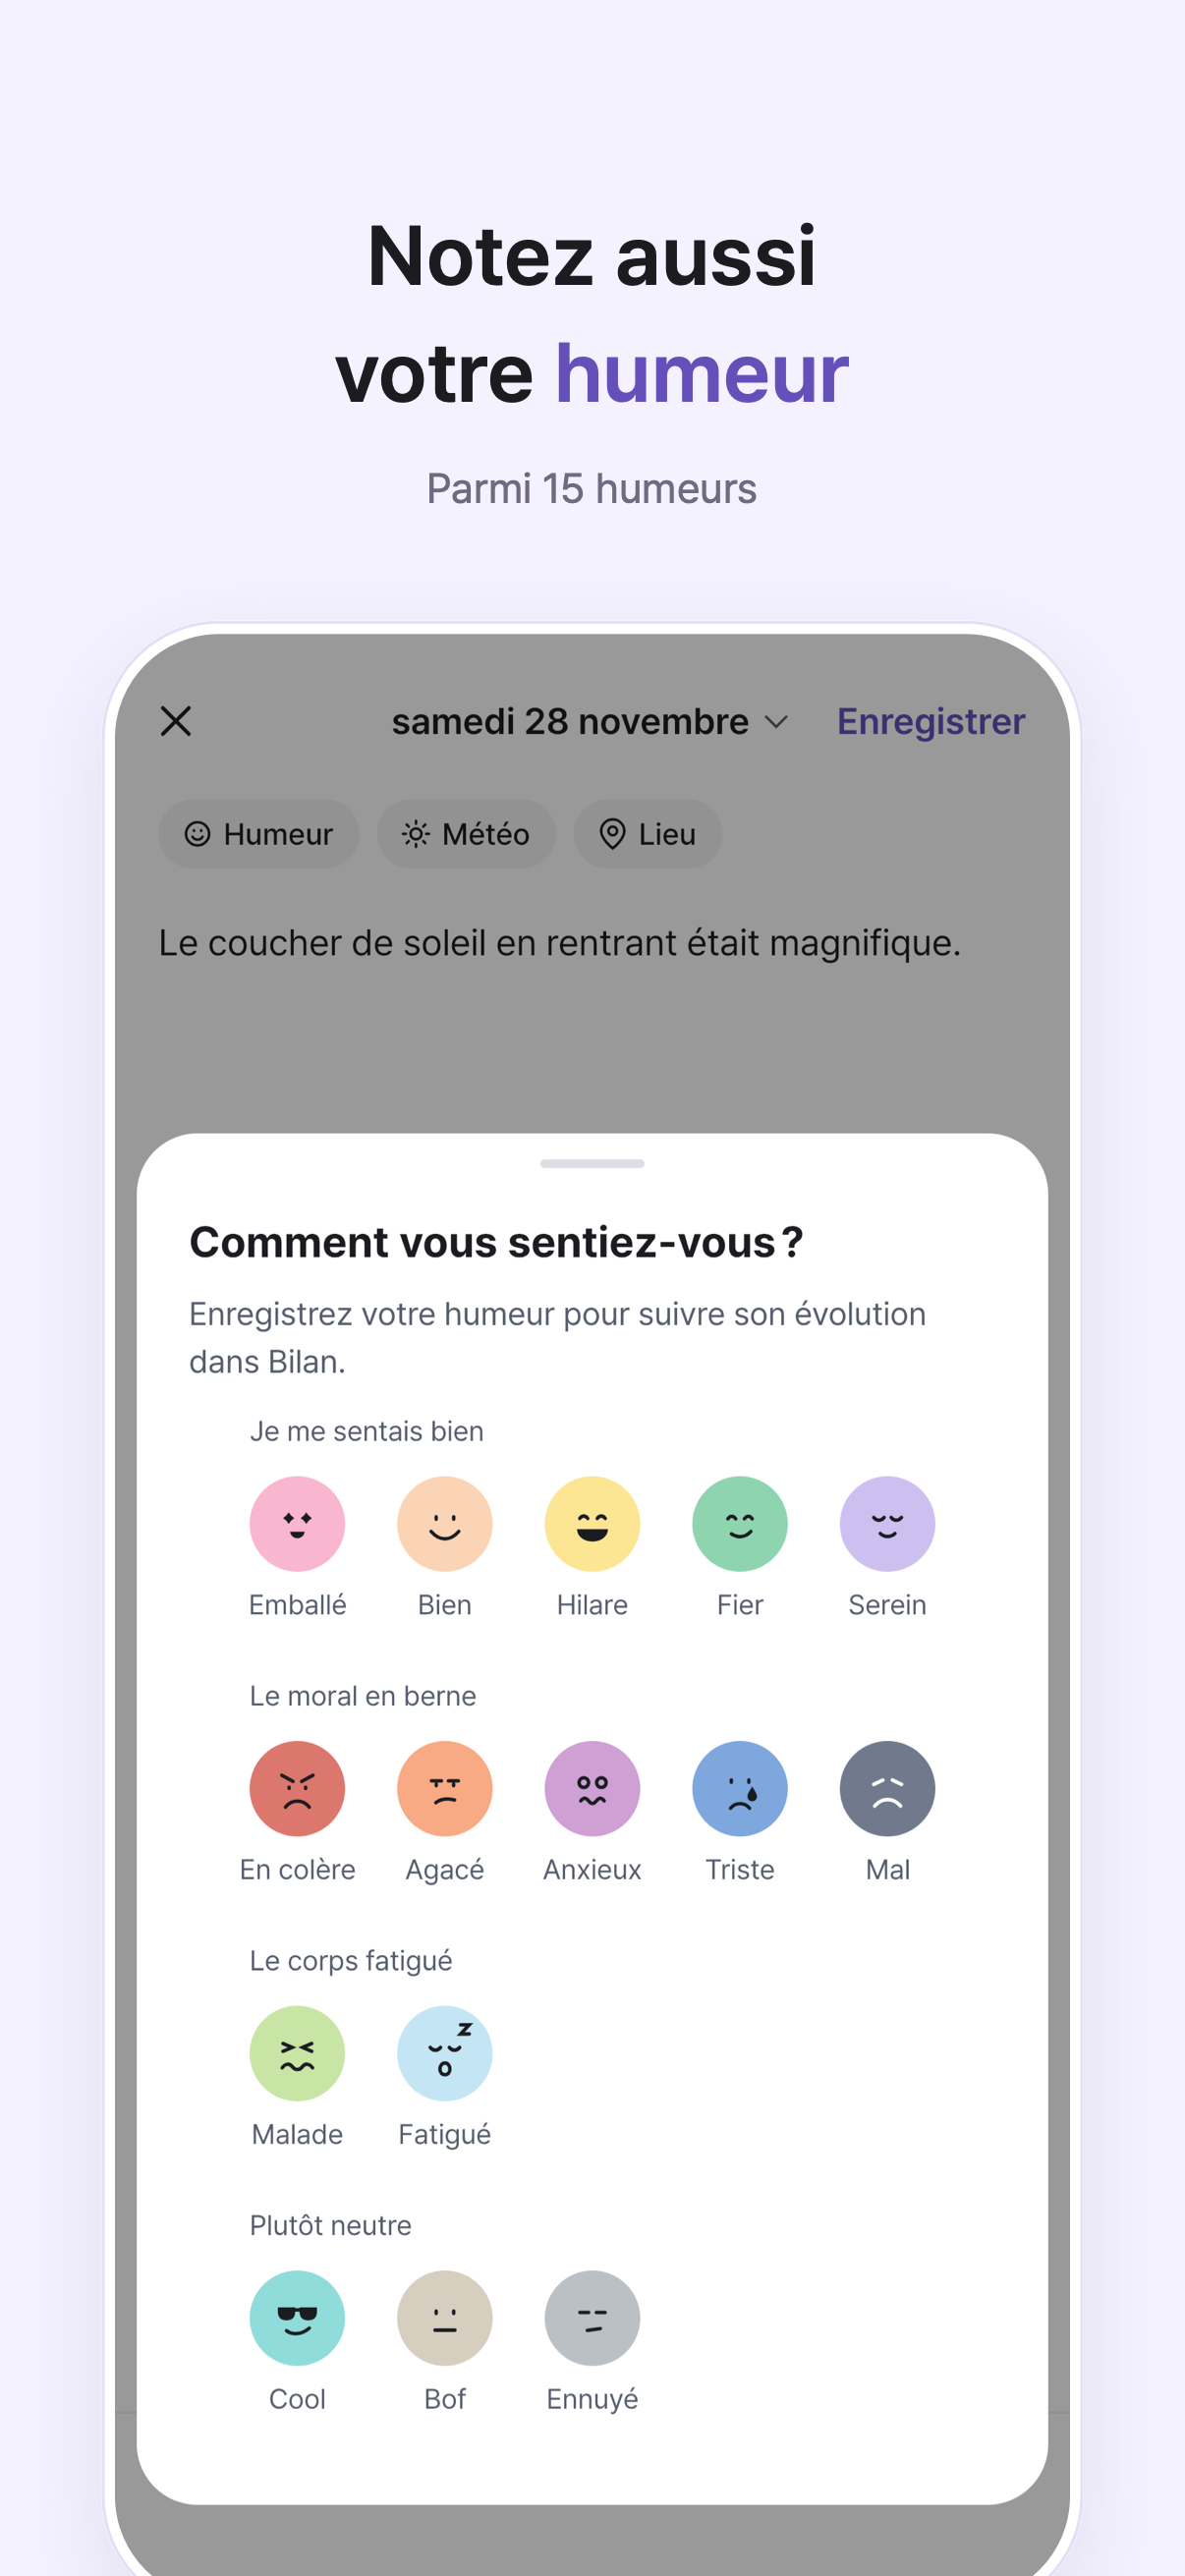 Notez aussi
votre humeur
Parmi 15 humeurs
samedi 28 novembre
Enregistrer
Humeur
Météo
Lieu
Le coucher de soleil en rentrant était magnifique.
Comment vous sentiez-vous ?
Enregistrez votre humeur pour suivre son évolution
dans Bilan.
Je me sentais bien
Emballé
Bien
Hilare
Fier
Serein
Le moral en berne
En colère
Agacé
Anxieux
Triste
Mal
Le corps fatigué
Malade
Fatigué
Plutôt neutre
Cool
Bof
Ennuyé